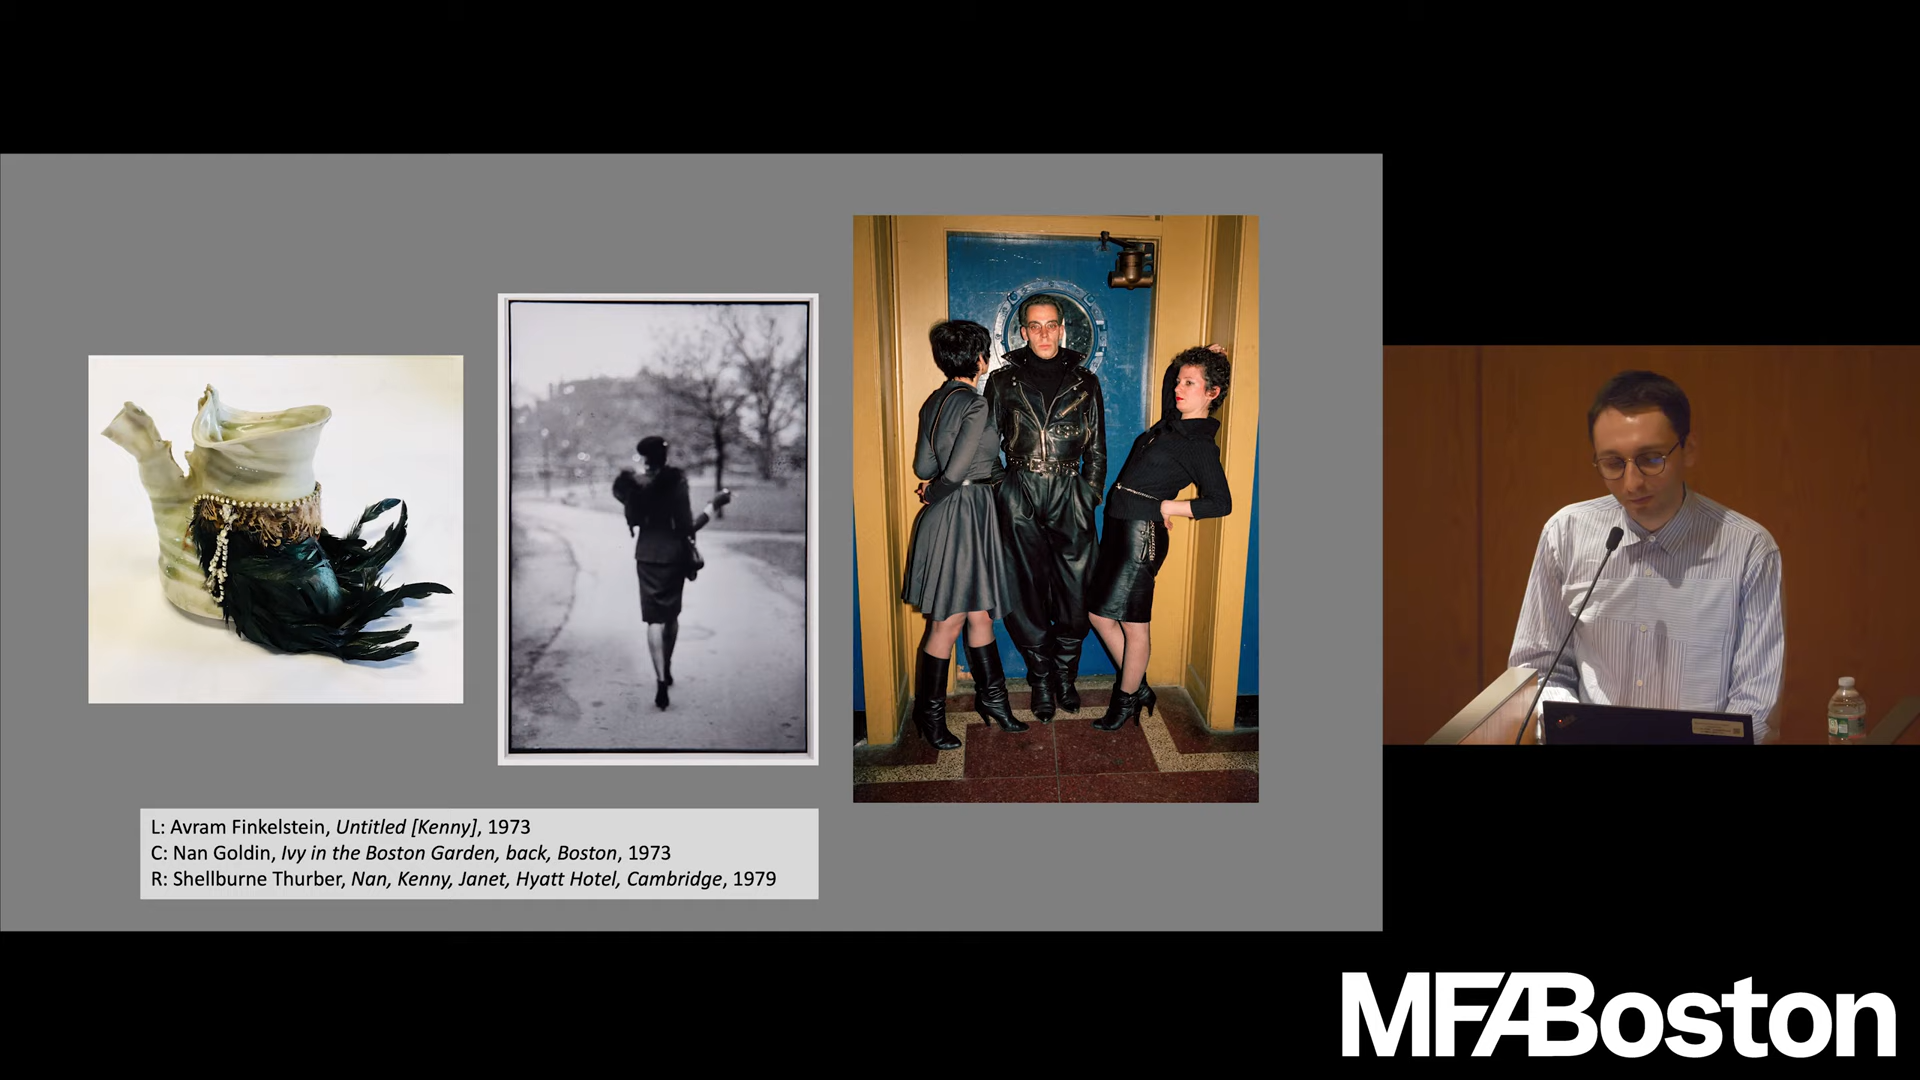 L: Avram Finkelstein, Untitled [Kenny], 1973
C: Nan Goldin, Ivy in the Boston Garden, back, Boston, 1973
R: Shellburne Thurber, Nan, Kenny, Janet, Hyatt Hotel, Cambridge, 1979
MFABoston